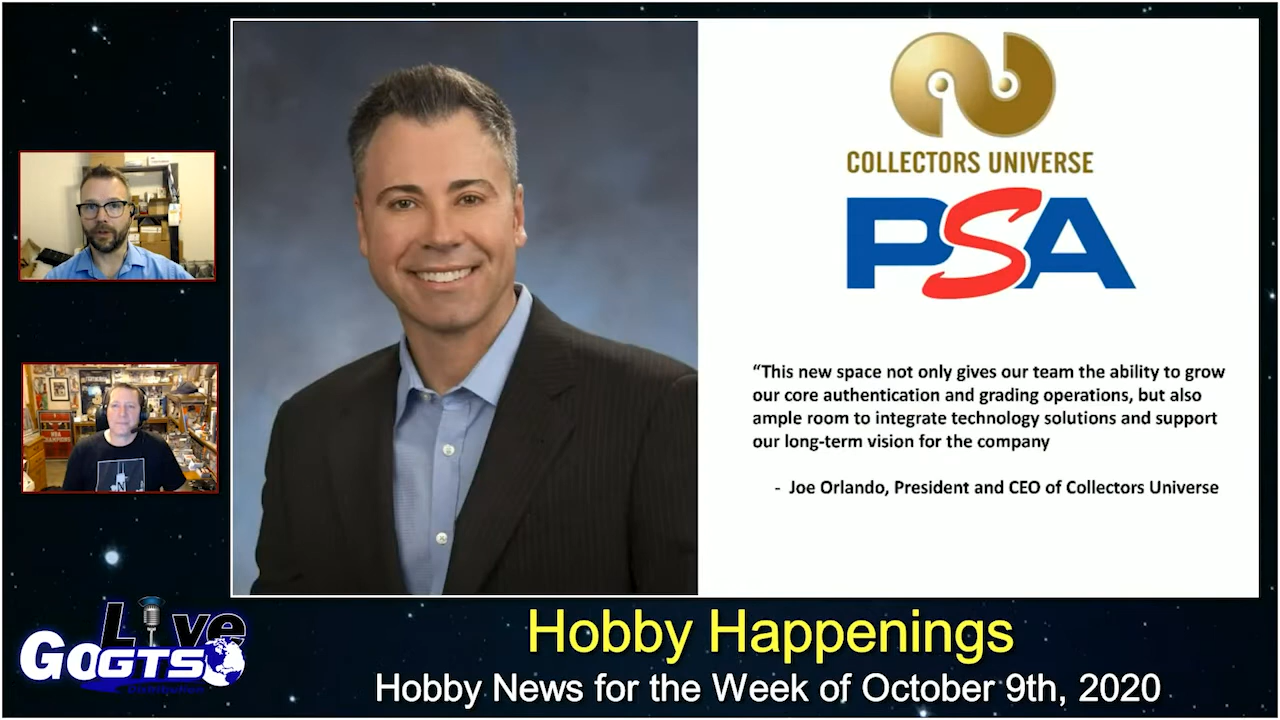 COLLECTORS UNIVERSE
PSA
“This new space not only gives our team the ability to grow
our core authentication and grading operations, but also
ample room to integrate technology solutions and support
our long-term vision for the company
- Joe Orlando, President and CEO of Collectors Universe
Live
GOGTS
Hobby Happenings
Hobby News for the Week of October 9th, 2020